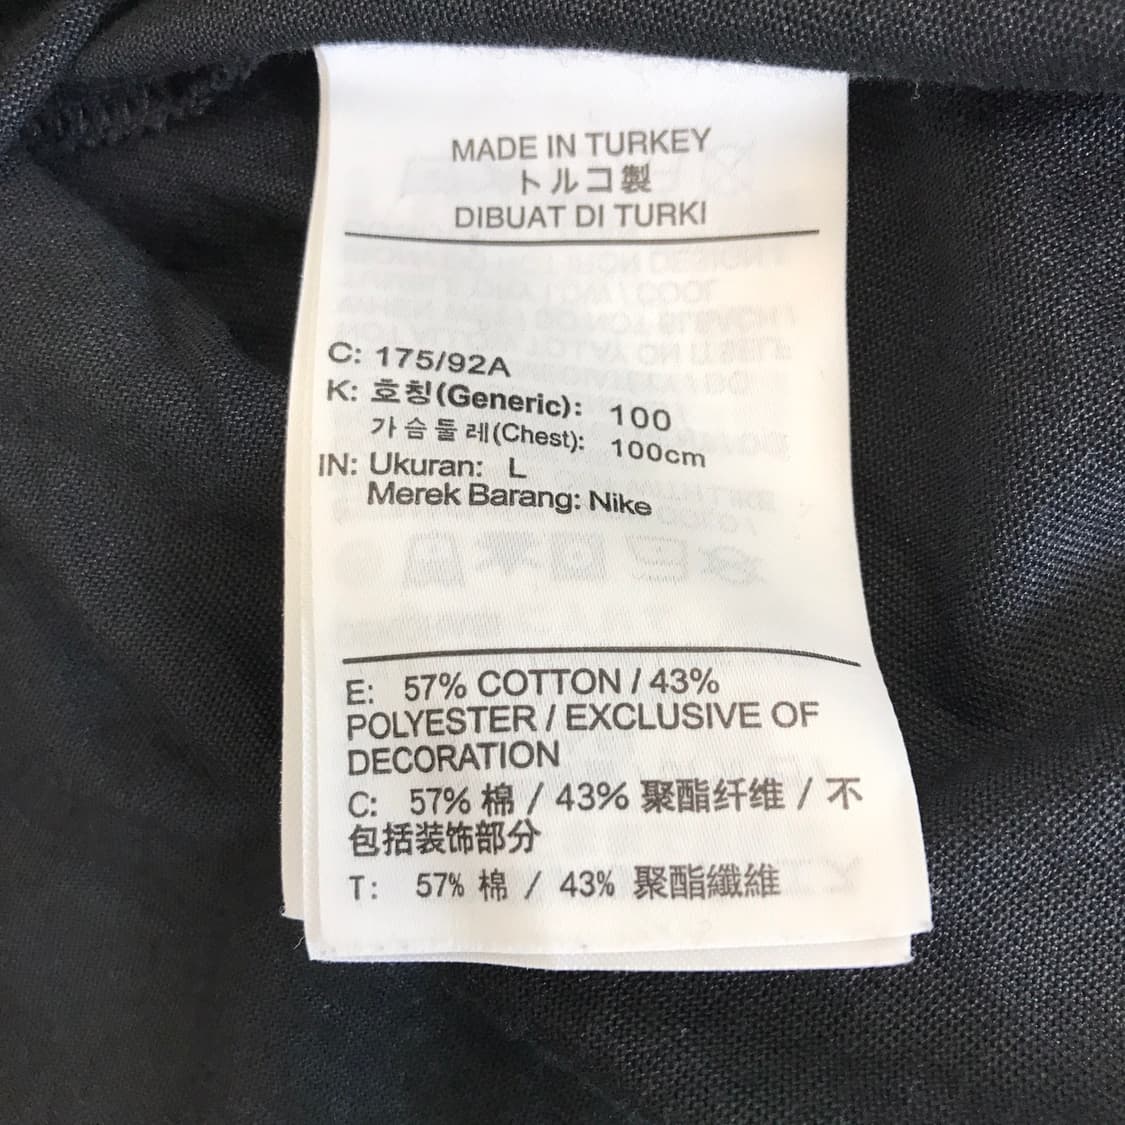 MADE IN TURKEY
トルコ製
DIBUAT DI TURKI
C: 175/92A
K: 호칭(Generic): 100
가슴둘레(Chest): 100cm
IN: Ukuran: L
Merek Barang: Nike
E: 57% COTTON / 43%
POLYESTER / EXCLUSIVE OF
DECORATION
C: 57% 棉 / 43% 聚酯纤维 / 不
包括装饰部分
T: 57% 棉 / 43% 聚酯纖維